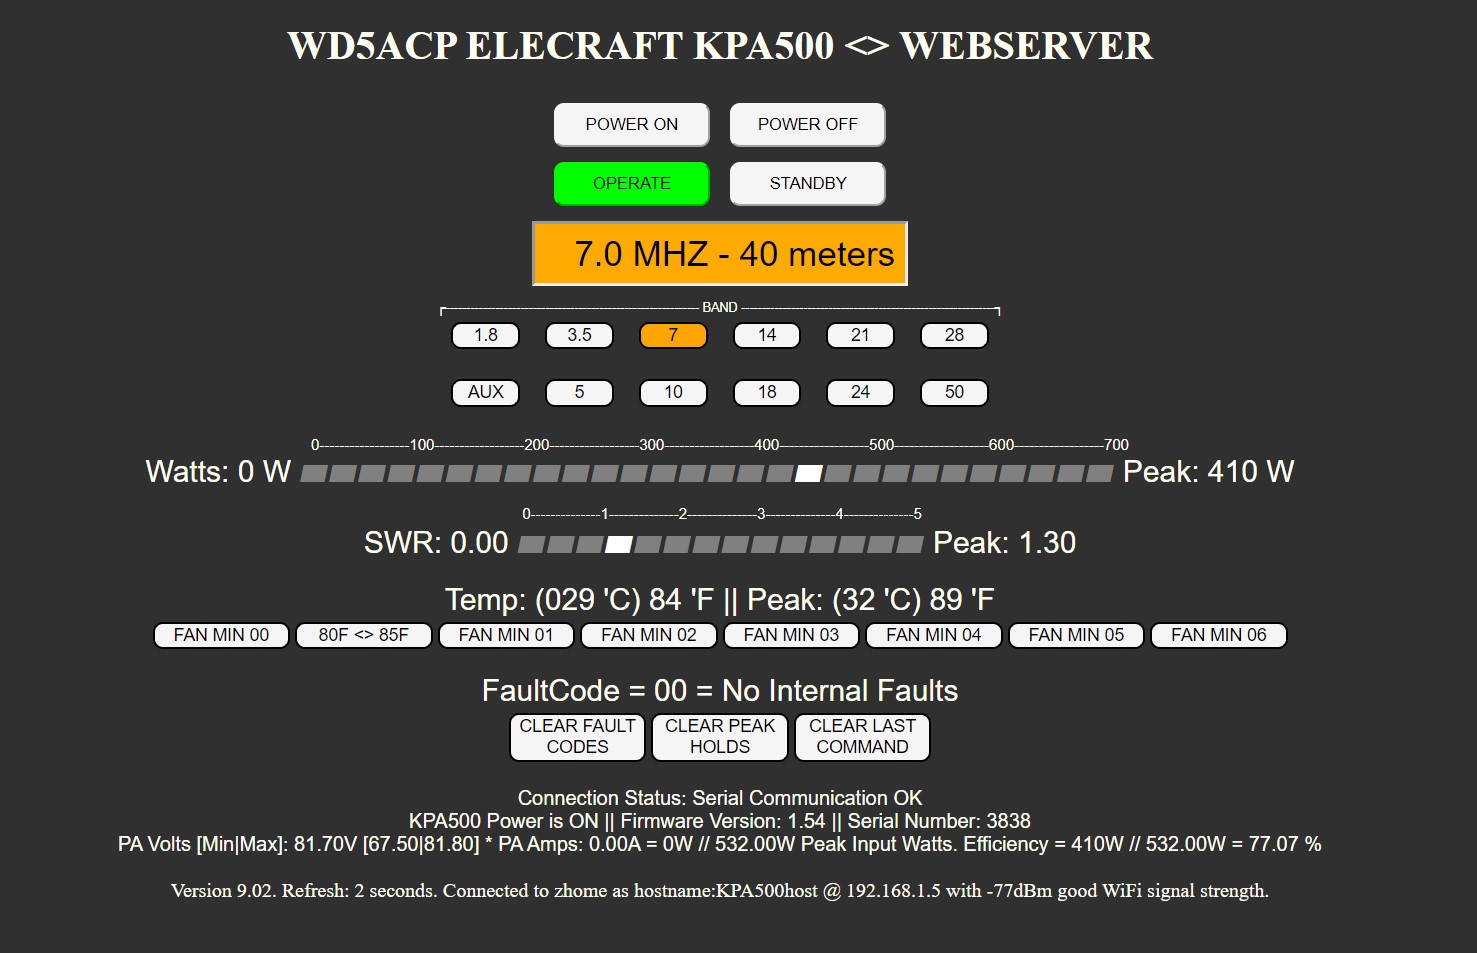 WD5ACP ELECRAFT KPA500 <> WEBSERVER
POWER ON POWER OFF
OPERATE STANDBY
7.0 MHZ - 40 meters
┌-------------------------------------------------------------- BAND --------------------------------------------------------------┐
1.8 3.5 7 14 21 28
AUX 5 10 18 24 50
0------------------100------------------200------------------300------------------400------------------500------------------600------------------700
Watts: 0 W Peak: 410 W
0--------------1--------------2--------------3--------------4--------------5
SWR: 0.00 Peak: 1.30
Temp: (029 'C) 84 'F || Peak: (32 'C) 89 'F
FAN MIN 00 80F <> 85F FAN MIN 01 FAN MIN 02 FAN MIN 03 FAN MIN 04 FAN MIN 05 FAN MIN 06
FaultCode = 00 = No Internal Faults
CLEAR FAULT CODES CLEAR PEAK HOLDS CLEAR LAST COMMAND
Connection Status: Serial Communication OK
KPA500 Power is ON || Firmware Version: 1.54 || Serial Number: 3838
PA Volts [Min|Max]: 81.70V [67.50|81.80] * PA Amps: 0.00A = 0W // 532.00W Peak Input Watts. Efficiency = 410W // 532.00W = 77.07 %
Version 9.02. Refresh: 2 seconds. Connected to zhome as hostname:KPA500host @ 192.168.1.5 with -77dBm good WiFi signal strength.